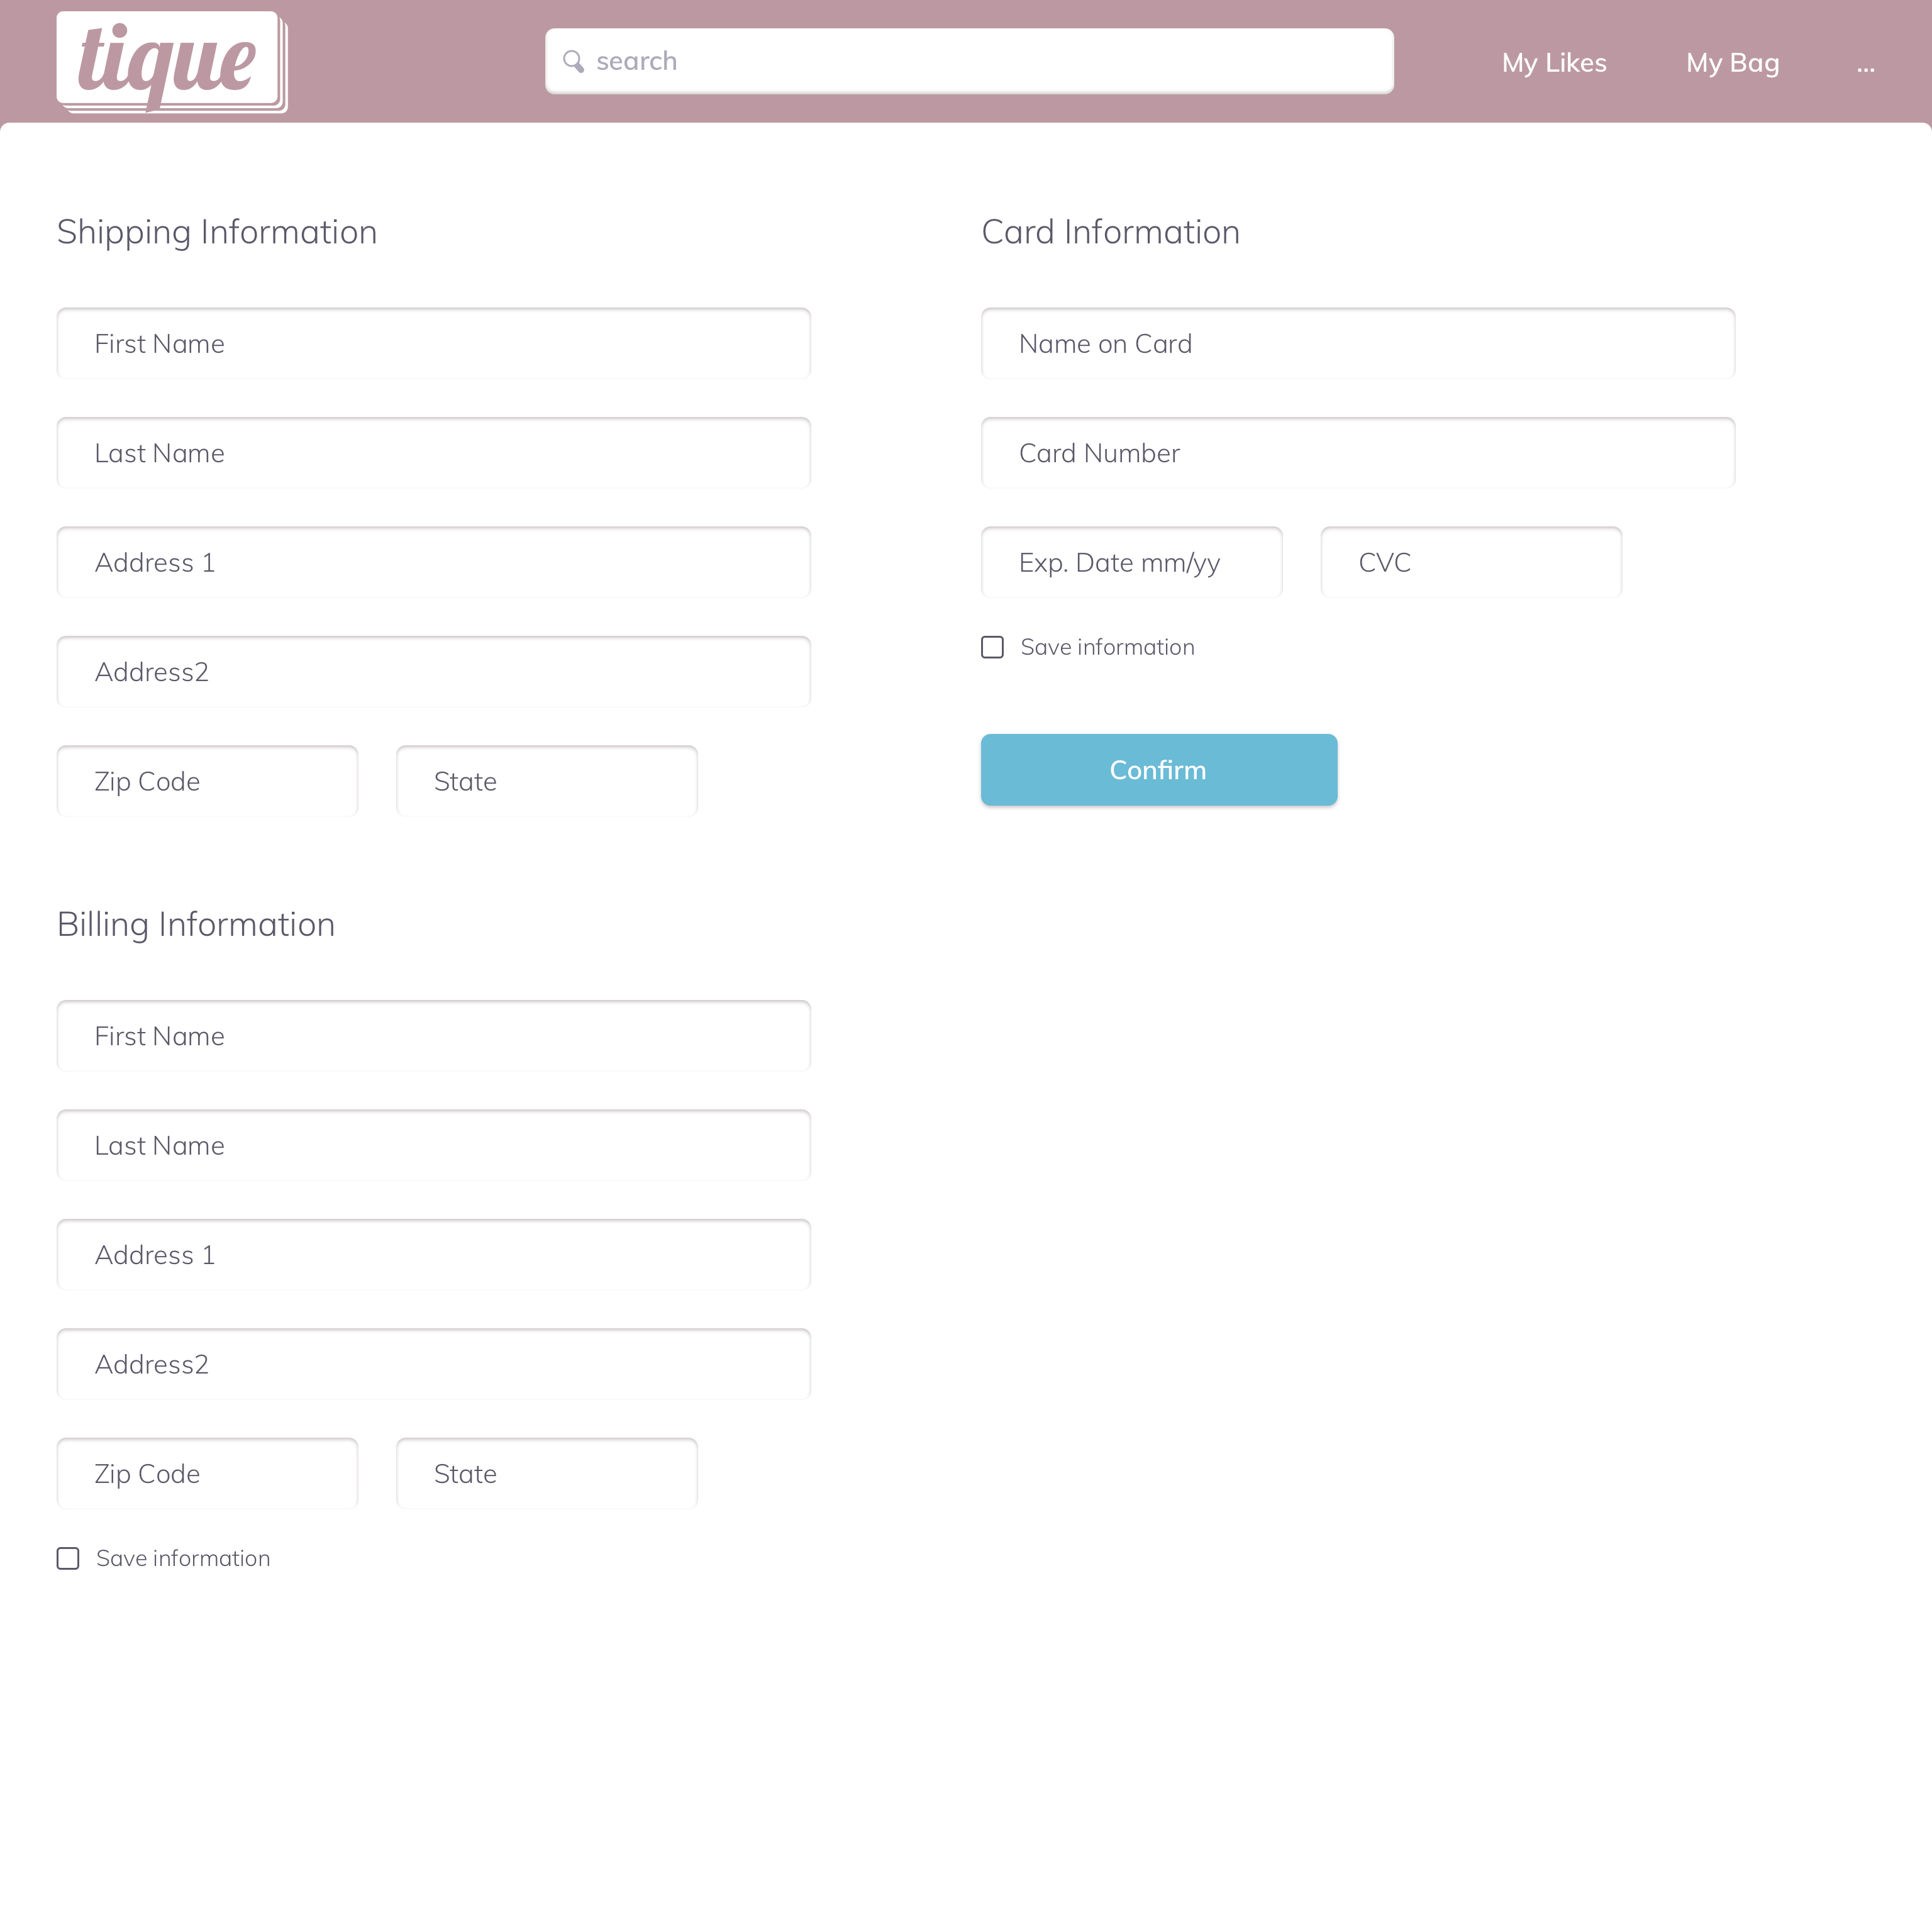 tique
search
My Likes
My Bag
...
Shipping Information
First Name
Last Name
Address 1
Address2
Zip Code
State
Billing Information
First Name
Last Name
Address 1
Address2
Zip Code
State
Save information
Card Information
Name on Card
Card Number
Exp. Date mm/yy
CVC
Save information
Confirm